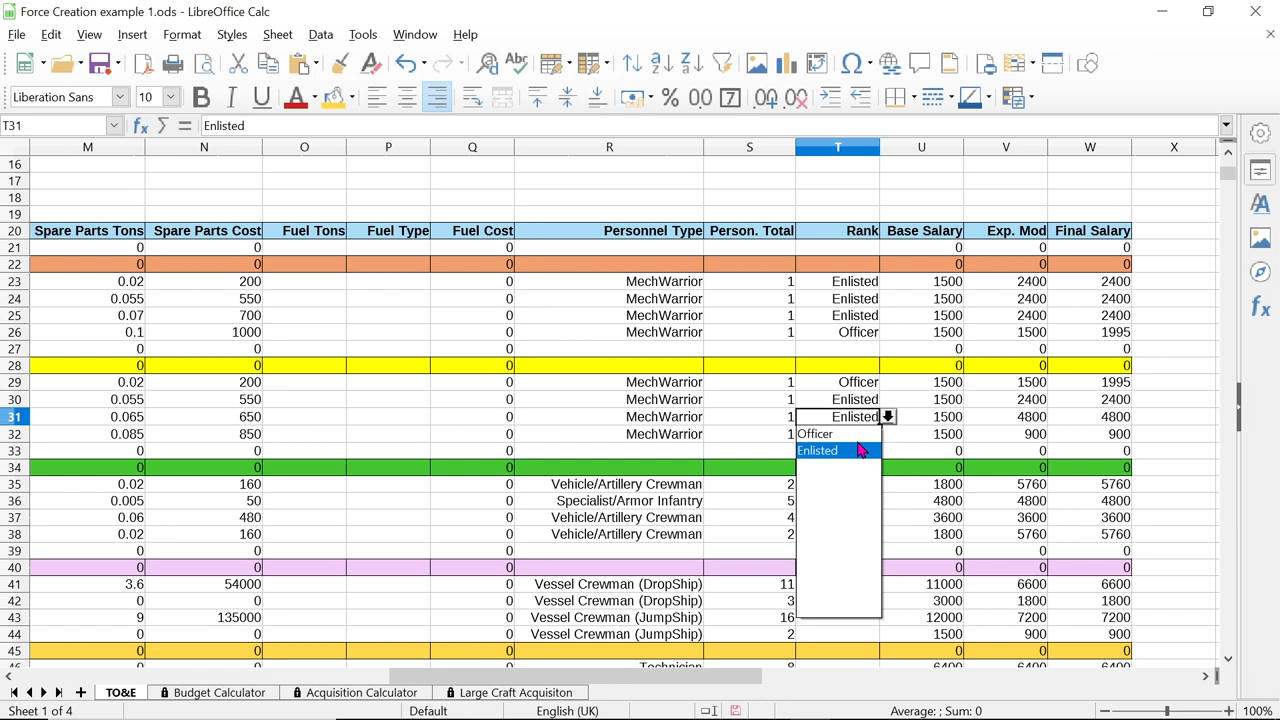 Force Creation example 1.ods - LibreOffice Calc
File Edit View Insert Format Styles Sheet Data Tools Window Help
Liberation Sans 10
T31 Enlisted
M N O P Q R S T U V W X
16
17
18
19
20 Spare Parts Tons Spare Parts Cost Fuel Tons Fuel Type Fuel Cost Personnel Type Person. Total Rank Base Salary Exp. Mod Final Salary
21 0 0 0 0 0 0
22 0 0 0 0 0 0
23 0.02 200 0 MechWarrior 1 Enlisted 1500 2400 2400
24 0.055 550 0 MechWarrior 1 Enlisted 1500 2400 2400
25 0.07 700 0 MechWarrior 1 Enlisted 1500 2400 2400
26 0.1 1000 0 MechWarrior 1 Officer 1500 1500 1995
27 0 0 0 0 0 0
28 0 0 0 0 0 0
29 0.02 200 0 MechWarrior 1 Officer 1500 1500 1995
30 0.055 550 0 MechWarrior 1 Enlisted 1500 2400 2400
31 0.065 650 0 MechWarrior 1 Enlisted 1500 4800 4800
32 0.085 850 0 MechWarrior 1 Officer 1500 900 900
33 0 0 0 Enlisted 0 0 0
34 0 0 0 0 0 0
35 0.02 160 0 Vehicle/Artillery Crewman 2 1800 5760 5760
36 0.005 50 0 Specialist/Armor Infantry 5 4800 4800 4800
37 0.06 480 0 Vehicle/Artillery Crewman 4 3600 3600 3600
38 0.02 160 0 Vehicle/Artillery Crewman 2 1800 5760 5760
39 0 0 0 0 0 0
40 0 0 0 0 0 0
41 3.6 54000 0 Vessel Crewman (DropShip) 11 11000 6600 6600
42 0 0 0 Vessel Crewman (DropShip) 3 3000 1800 1800
43 9 135000 0 Vessel Crewman (JumpShip) 16 12000 7200 7200
44 0 0 0 Vessel Crewman (JumpShip) 2 1500 900 900
45 0 0 0 0 0 0
TO&E Budget Calculator Acquisition Calculator Large Craft Acquisiton
Sheet 1 of 4 Default English (UK) Average: ; Sum: 0 100%